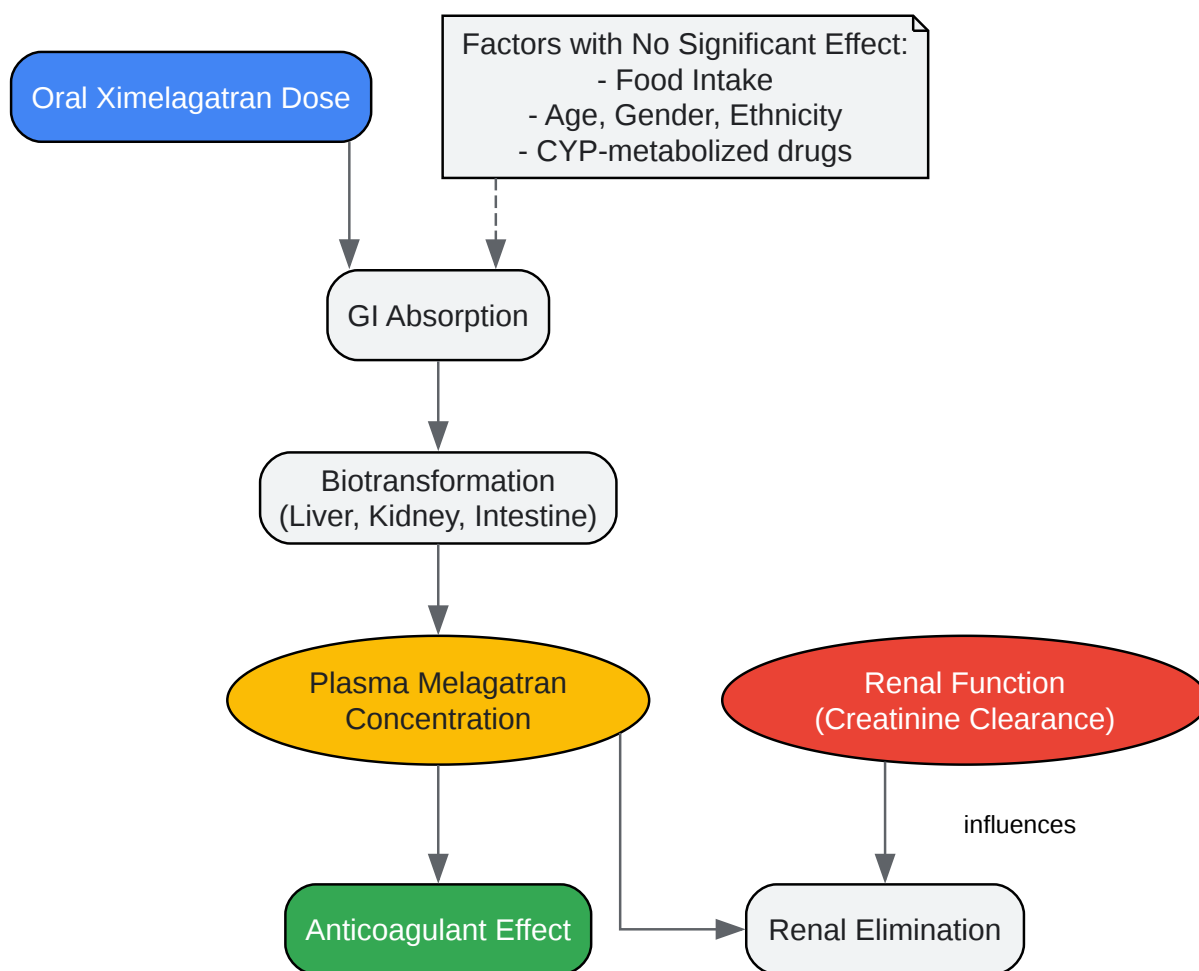 Oral Ximelagatran Dose
Factors with No Significant Effect:
- Food Intake
- Age, Gender, Ethnicity
- CYP-metabolized drugs
GI Absorption
Biotransformation
(Liver, Kidney, Intestine)
Plasma Melagatran
Concentration
Renal Function
(Creatinine Clearance)
influences
Anticoagulant Effect
Renal Elimination